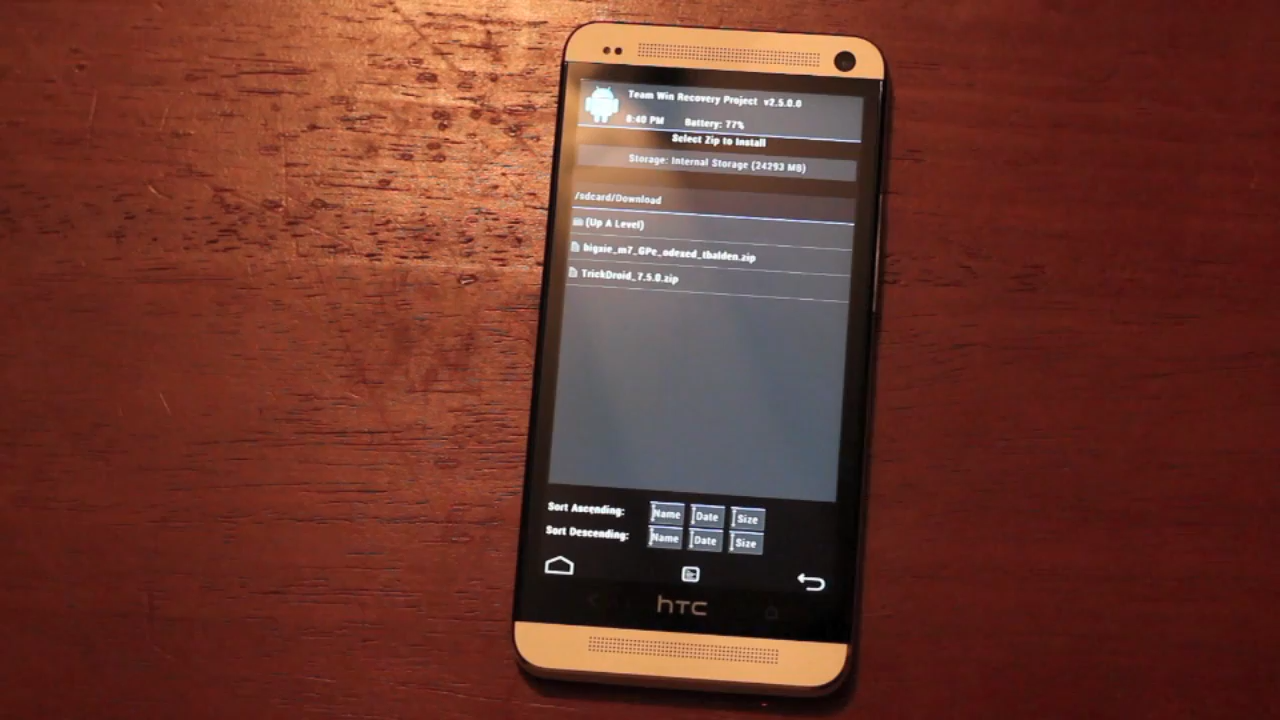 Team Win Recovery Project v2.5.0.0
8:40 PM Battery: 77%
Select Zip to Install
Storage: Internal Storage (24293 MB)
/sdcard/Download
(Up A Level)
bigxie_m7_GPe_odexed_tbalden.zip
TrickDroid_7.5.0.zip
Sort Ascending: Name Date Size
Sort Descending: Name Date Size
hTC